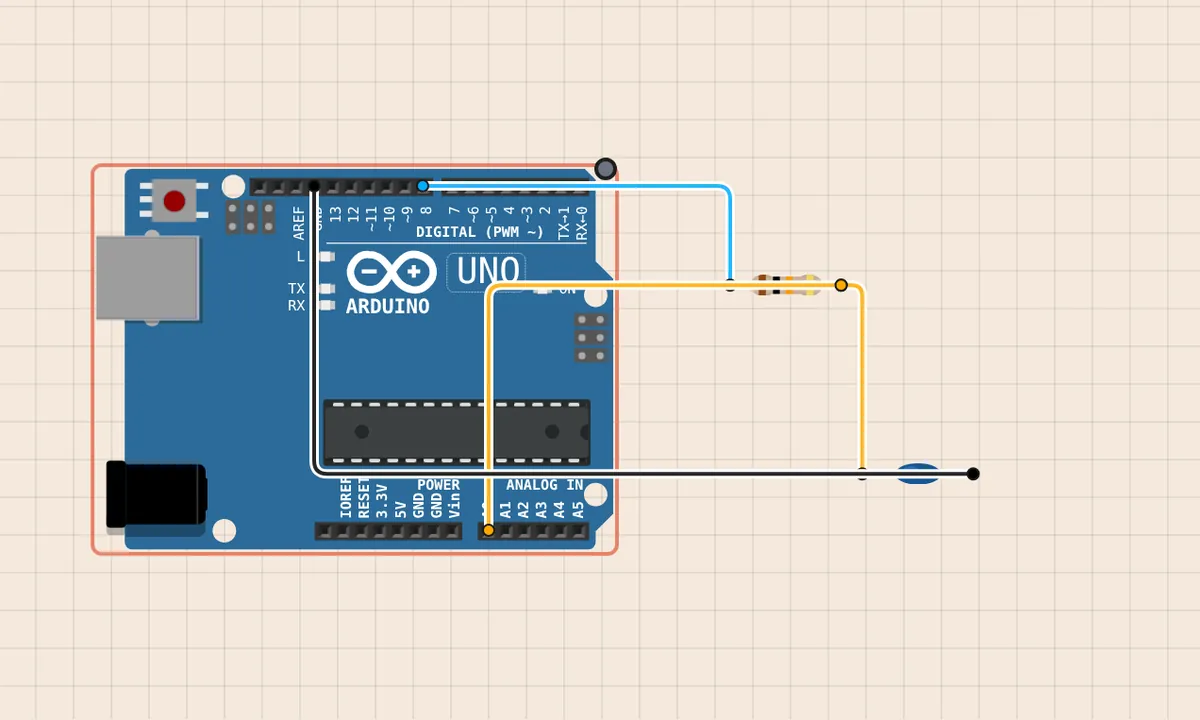 AREF
GND
13
12
~11
~10
~9
8
7
~6
~5
4
~3
2
TX→1
RX←0
DIGITAL (PWM ~)
L
TX
RX
UNO
ON
ARDUINO
POWER
ANALOG IN
IOREF
RESET
3.3V
5V
GND
GND
Vin
A0
A1
A2
A3
A4
A5